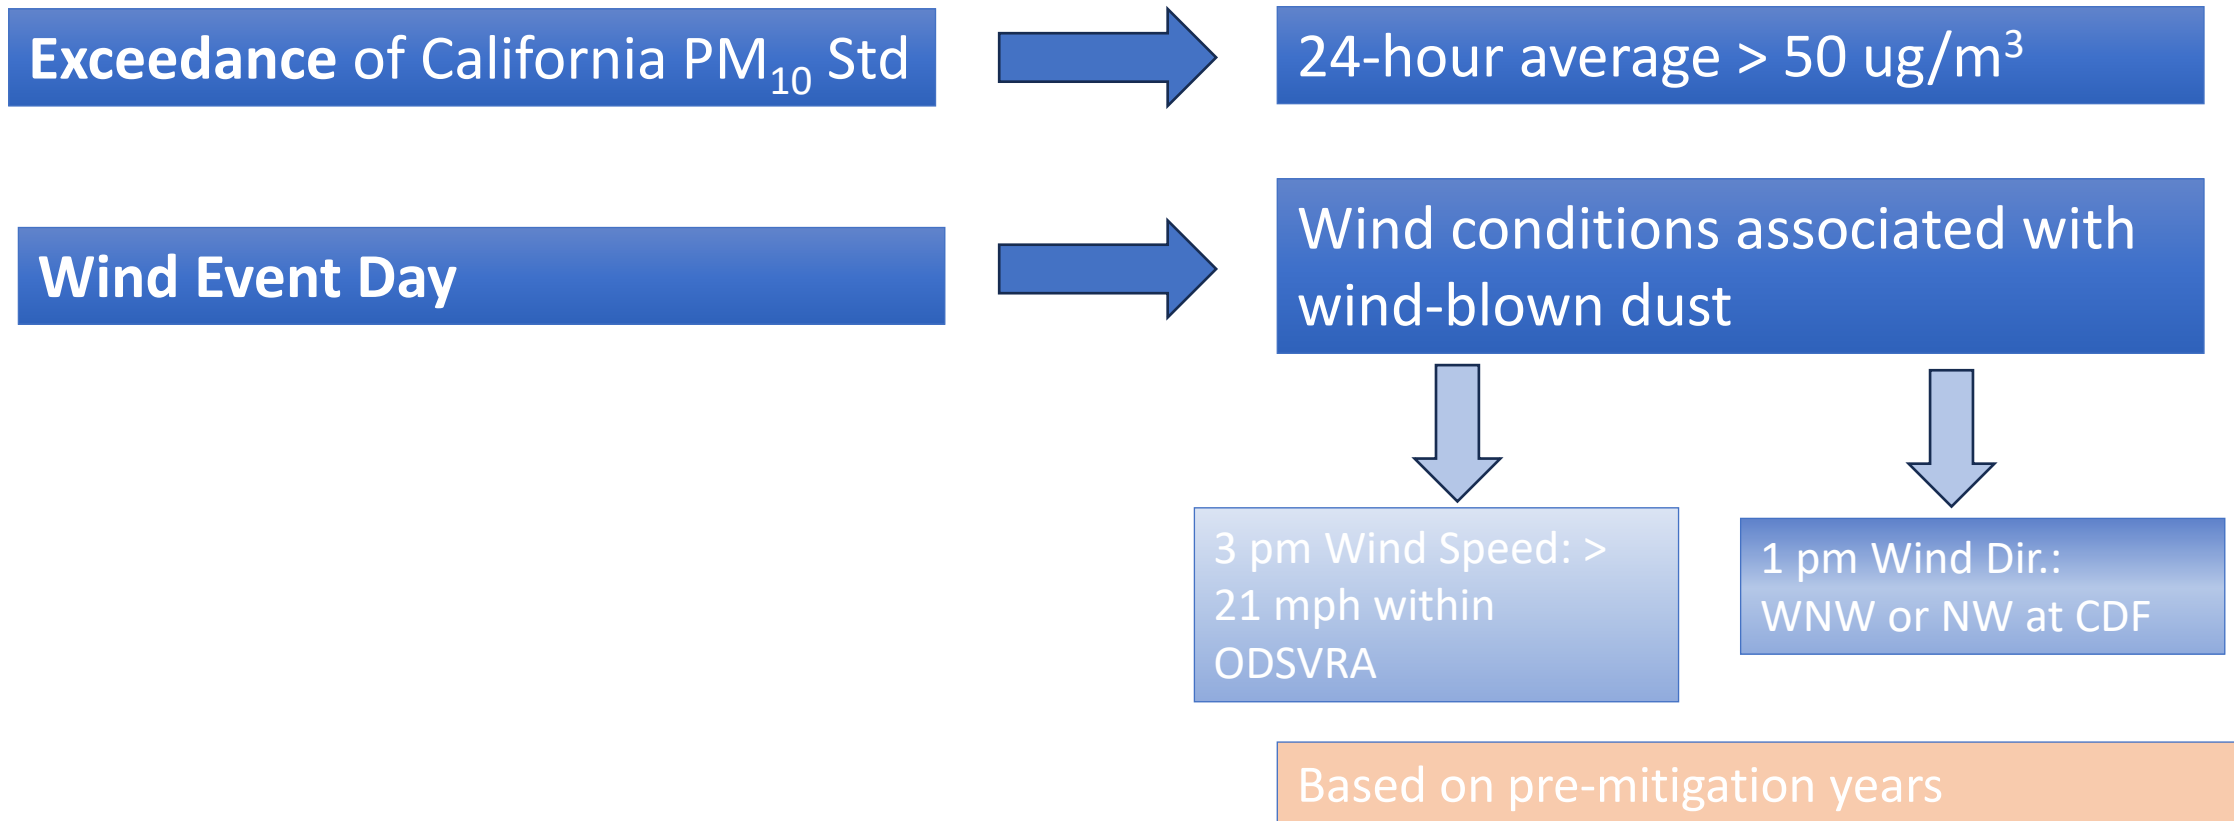 Exceedance of California PM₁₀ Std
24-hour average > 50 ug/m³
Wind Event Day
Wind conditions associated with
wind-blown dust
3 pm Wind Speed: >
21 mph within
ODSVRA
1 pm Wind Dir.:
WNW or NW at CDF
Based on pre-mitigation years